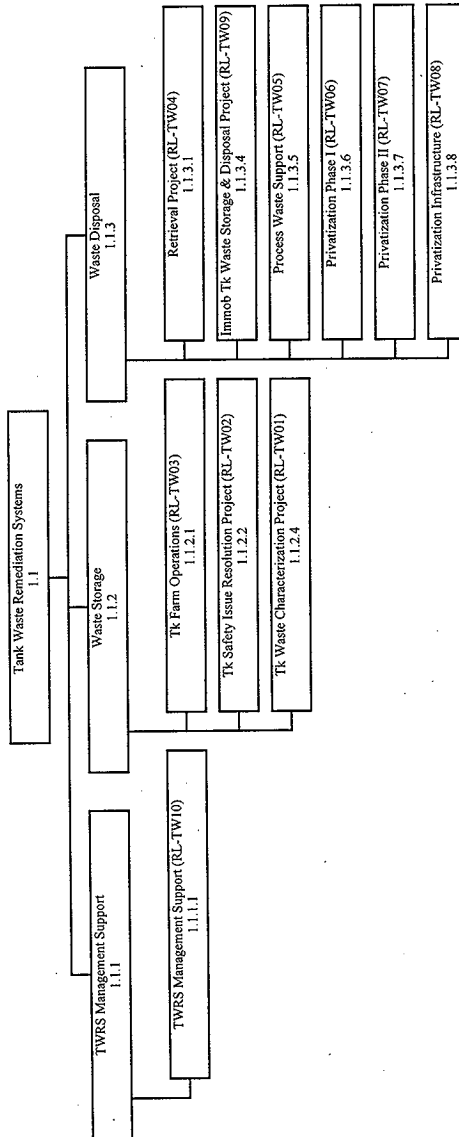 Tank Waste Remediation Systems
1.1
TWRS Management Support
1.1.1
TWRS Management Support (RL-TW10)
1.1.1.1
Waste Storage
1.1.2
Tk Farm Operations (RL-TW03)
1.1.2.1
Tk Safety Issue Resolution Project (RL-TW02)
1.1.2.2
Tk Waste Characterization Project (RL-TW01)
1.1.2.4
Waste Disposal
1.1.3
Retrieval Project (RL-TW04)
1.1.3.1
Immob Tk Waste Storage & Disposal Project (RL-TW09)
1.1.3.4
Process Waste Support (RL-TW05)
1.1.3.5
Privatization Phase I (RL-TW06)
1.1.3.6
Privatization Phase II (RL-TW07)
1.1.3.7
Privatization Infrastructure (RL-TW08)
1.1.3.8